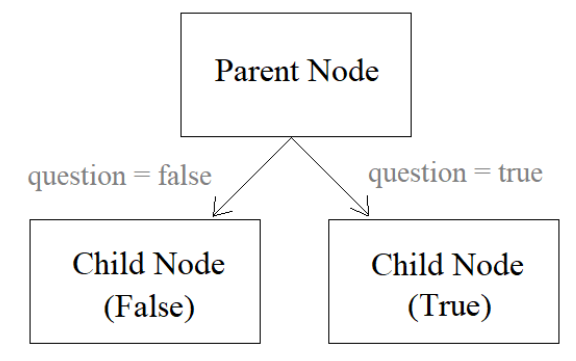 Parent Node
question = false
question = true
Child Node
(False)
Child Node
(True)